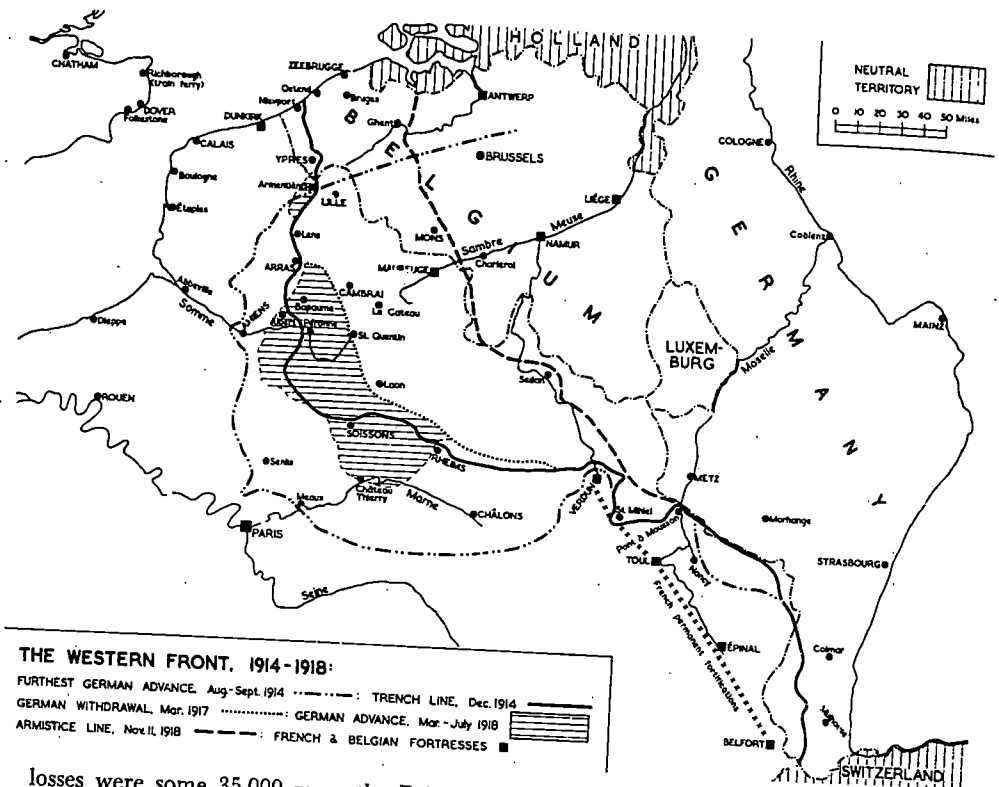 HOLLAND
CHATHAM
Richborough
(train ferry)
DOVER
Folkestone
ZEEBRUGGE
Ostend
Nieuport
Bruges
DUNKIRK
Ghent
ANTWERP
CALAIS
YPRES
BRUSSELS
Boulogne
Armentières
LILLE
Étaples
BELGIUM
LIÉGE
Meuse
NAMUR
Sambre
Charleroi
MONS
Lens
ARRAS
CAMBRAI
Le Cateau
Bapaume
Péronne
St. Quentin
Abbeville
Somme
AMIENS
Dieppe
Laon
Sedan
ROUEN
SOISSONS
RHEIMS
Senlis
Meaux
Château
Thierry
Marne
CHÂLONS
PARIS
Seine
VERDUN
St. Mihiel
Pont à Mousson
METZ
TOUL
Nancy
Morhange
STRASBOURG
French permanent fortifications
ÉPINAL
Colmar
BELFORT
SWITZERLAND
LUXEM-
BURG
Moselle
GERMANY
COLOGNE
Rhine
Coblenz
MAINZ
NEUTRAL
TERRITORY
0 10 20 30 40 50 Miles
THE WESTERN FRONT, 1914-1918:
FURTHEST GERMAN ADVANCE, Aug-Sept. 1914 : TRENCH LINE, Dec. 1914
GERMAN WITHDRAWAL, Mar. 1917 : GERMAN ADVANCE, Mar.-July 1918
ARMISTICE LINE, Nov. 11, 1918 : FRENCH & BELGIAN FORTRESSES
losses were some 35,000